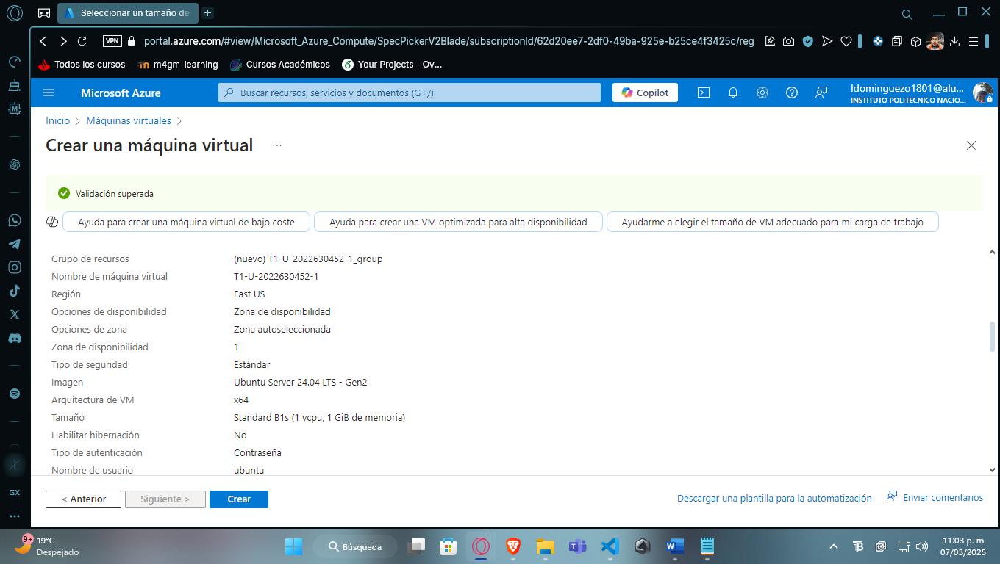 Seleccionar un tamaño de
VPN
portal.azure.com/#view/Microsoft_Azure_Compute/SpecPickerV2Blade/subscriptionId/62d20ee7-2df0-49ba-925e-b25ce4f3425c/reg
Todos los cursos
m4gm-learning
Cursos Académicos
Your Projects - Ov...
Microsoft Azure
Buscar recursos, servicios y documentos (G+/)
Copilot
ldominguezo1801@alu...
INSTITUTO POLITECNICO NACIO...
Inicio > Máquinas virtuales >
Crear una máquina virtual ...
Validación superada
Ayuda para crear una máquina virtual de bajo coste
Ayuda para crear una VM optimizada para alta disponibilidad
Ayudarme a elegir el tamaño de VM adecuado para mi carga de trabajo
Grupo de recursos (nuevo) T1-U-2022630452-1_group
Nombre de máquina virtual T1-U-2022630452-1
Región East US
Opciones de disponibilidad Zona de disponibilidad
Opciones de zona Zona autoseleccionada
Zona de disponibilidad 1
Tipo de seguridad Estándar
Imagen Ubuntu Server 24.04 LTS - Gen2
Arquitectura de VM x64
Tamaño Standard B1s (1 vcpu, 1 GiB de memoria)
Habilitar hibernación No
Tipo de autenticación Contraseña
Nombre de usuario ubuntu
< Anterior
Siguiente >
Crear
Descargar una plantilla para la automatización
Enviar comentarios
GX
9+
19°C
Despejado
Búsqueda
11:03 p. m.
07/03/2025